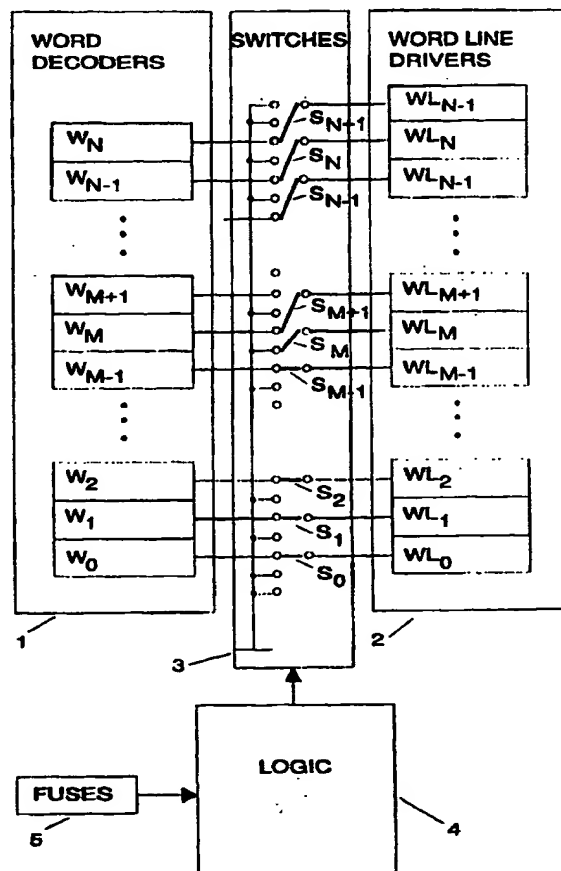 WORD DECODERS
SWITCHES
WORD LINE DRIVERS
W_N
W_N-1
W_M+1
W_M
W_M-1
W_2
W_1
W_0
S_N+1
S_N
S_N-1
S_M+1
S_M
S_M-1
S_2
S_1
S_0
WL_N-1
WL_N
WL_N-1
WL_M+1
WL_M
WL_M-1
WL_2
WL_1
WL_0
1
3
2
LOGIC
FUSES
5
4